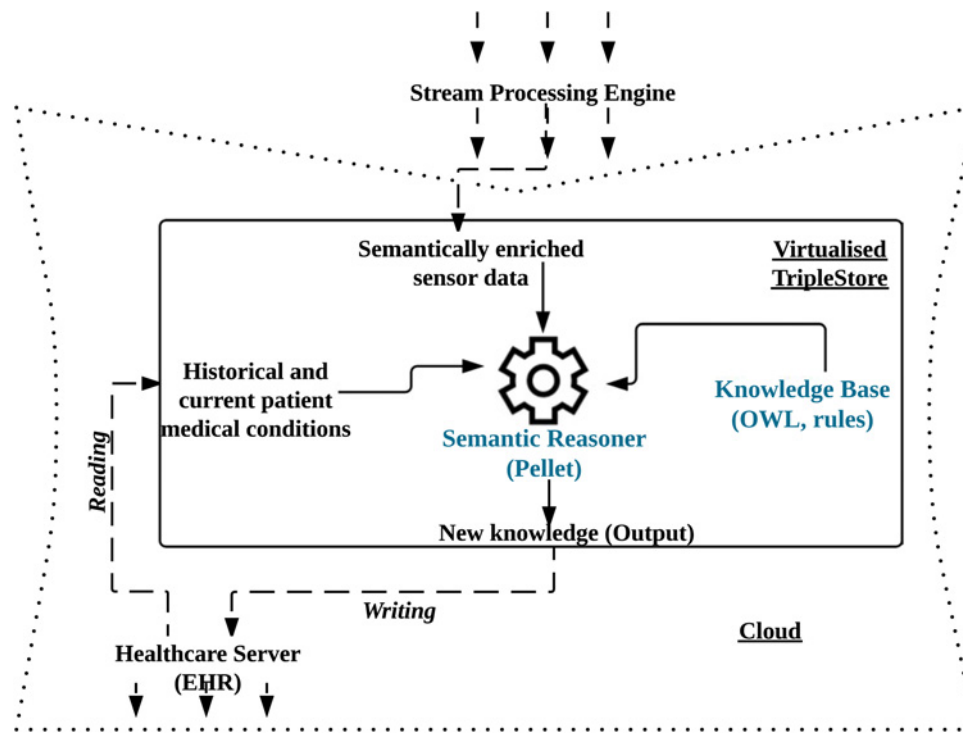 Stream Processing Engine
Semantically enriched
sensor data
Virtualised
TripleStore
Historical and
current patient
medical conditions
Knowledge Base
(OWL, rules)
Semantic Reasoner
(Pellet)
New knowledge (Output)
Reading
Writing
Cloud
Healthcare Server
(EHR)